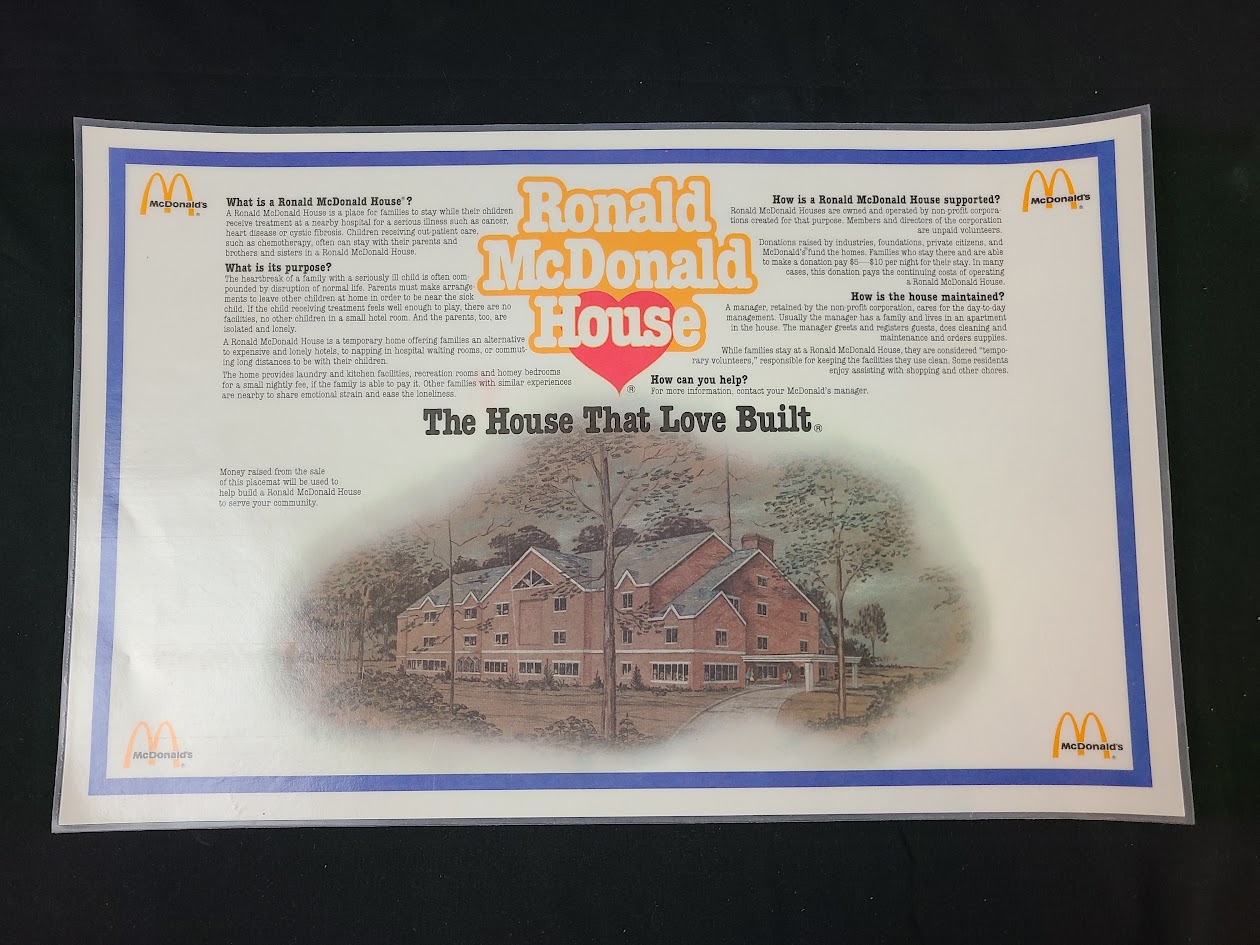 McDonald's®
McDonald's®
Ronald
McDonald
House
®
What is a Ronald McDonald House®?
A Ronald McDonald House is a place for families to stay while their children
receive treatment at a nearby hospital for a serious illness such as cancer,
heart disease or cystic fibrosis. Children receiving out-patient care,
such as chemotherapy, often can stay with their parents and
brothers and sisters in a Ronald McDonald House.
What is its purpose?
The heartbreak of a family with a seriously ill child is often com-
pounded by disruption of normal life. Parents must make arrange-
ments to leave other children at home in order to be near the sick
child. If the child receiving treatment feels well enough to play, there are no
facilities, no other children in a small hotel room. And the parents, too, are
isolated and lonely.
A Ronald McDonald House is a temporary home offering families an alternative
to expensive and lonely hotels, to napping in hospital waiting rooms, or commut-
ing long distances to be with their children.
The home provides laundry and kitchen facilities, recreation rooms and homey bedrooms
for a small nightly fee, if the family is able to pay it. Other families with similar experiences
are nearby to share emotional strain and ease the loneliness.
How is a Ronald McDonald House supported?
Ronald McDonald Houses are owned and operated by non-profit corpora-
tions created for that purpose. Members and directors of the corporation
are unpaid volunteers.
Donations raised by industries, foundations, private citizens, and
McDonald's® fund the homes. Families who stay there and are able
to make a donation pay $5—$10 per night for their stay. In many
cases, this donation pays the continuing costs of operating
a Ronald McDonald House.
How is the house maintained?
A manager, retained by the non-profit corporation, cares for the day-to-day
management. Usually the manager has a family and lives in an apartment
in the house. The manager greets and registers guests, does cleaning and
maintenance and orders supplies.
While families stay at a Ronald McDonald House, they are considered "tempo-
rary volunteers," responsible for keeping the facilities they use clean. Some residents
enjoy assisting with shopping and other chores.
How can you help?
For more information, contact your McDonald's manager.
The House That Love Built®
Money raised from the sale
of this placemat will be used to
help build a Ronald McDonald House
to serve your community.
McDonald's®
McDonald's®